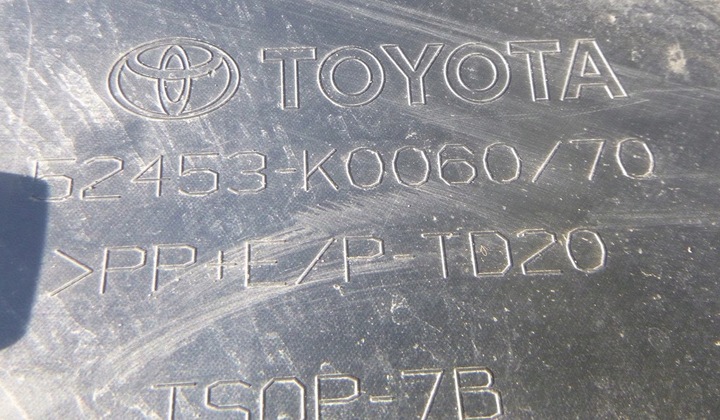 TOYOTA
52453-K0060/70
>PP+E/P-TD20
TSOP-7B